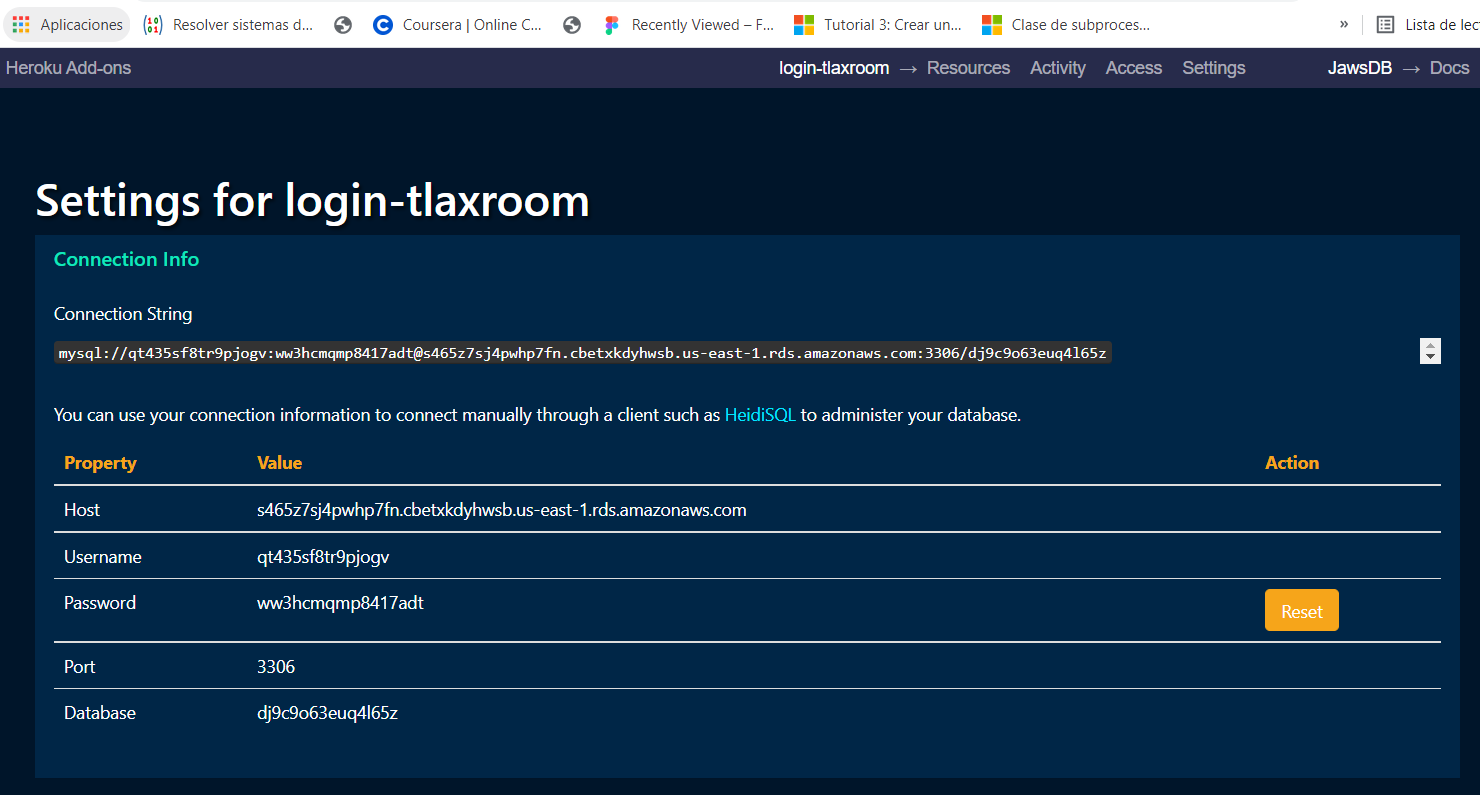 Aplicaciones Resolver sistemas d... Coursera | Online C... Recently Viewed – F... Tutorial 3: Crear un... Clase de subproces... » Lista de lec
Heroku Add-ons login-tlaxroom → Resources Activity Access Settings JawsDB → Docs
Settings for login-tlaxroom
Connection Info
Connection String
mysql://qt435sf8tr9pjogv:ww3hcmqmp8417adt@s465z7sj4pwhp7fn.cbetxkdyhwsb.us-east-1.rds.amazonaws.com:3306/dj9c9o63euq4l65z
You can use your connection information to connect manually through a client such as HeidiSQL to administer your database.
Property Value Action
Host s465z7sj4pwhp7fn.cbetxkdyhwsb.us-east-1.rds.amazonaws.com
Username qt435sf8tr9pjogv
Password ww3hcmqmp8417adt Reset
Port 3306
Database dj9c9o63euq4l65z